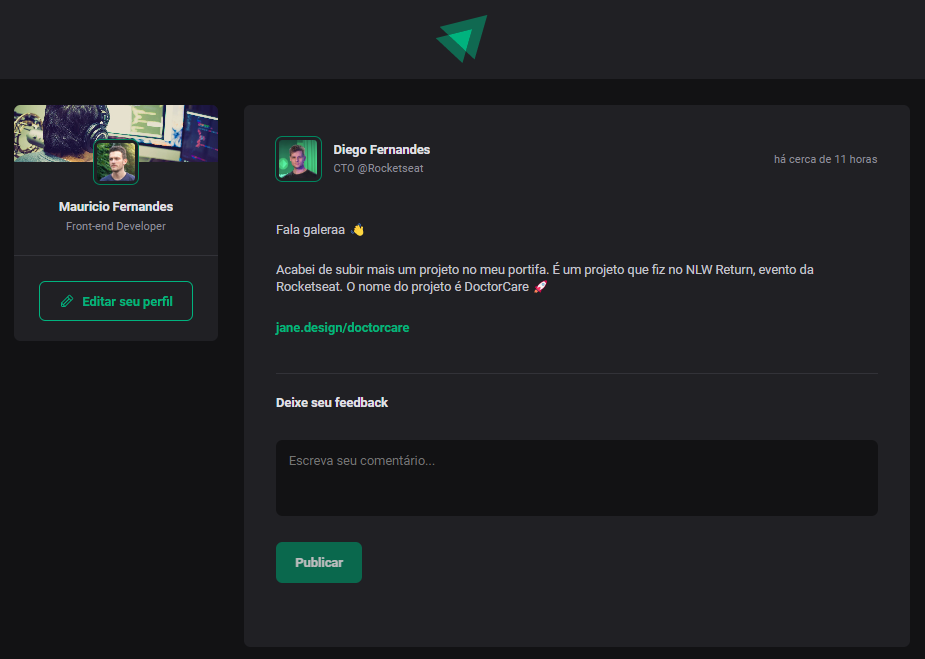 Mauricio Fernandes
Front-end Developer
Editar seu perfil
Diego Fernandes
CTO @Rocketseat
há cerca de 11 horas
Fala galeraa 👋
Acabei de subir mais um projeto no meu portifa. É um projeto que fiz no NLW Return, evento da
Rocketseat. O nome do projeto é DoctorCare 🚀
jane.design/doctorcare
Deixe seu feedback
Escreva seu comentário...
Publicar